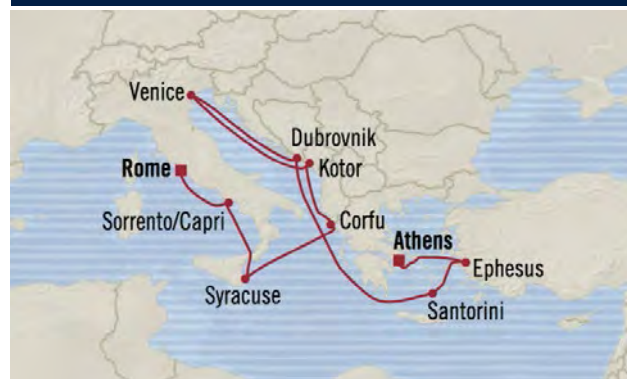 Venice
Dubrovnik
Rome
Kotor
Sorrento/Capri
Corfu
Athens
Ephesus
Syracuse
Santorini